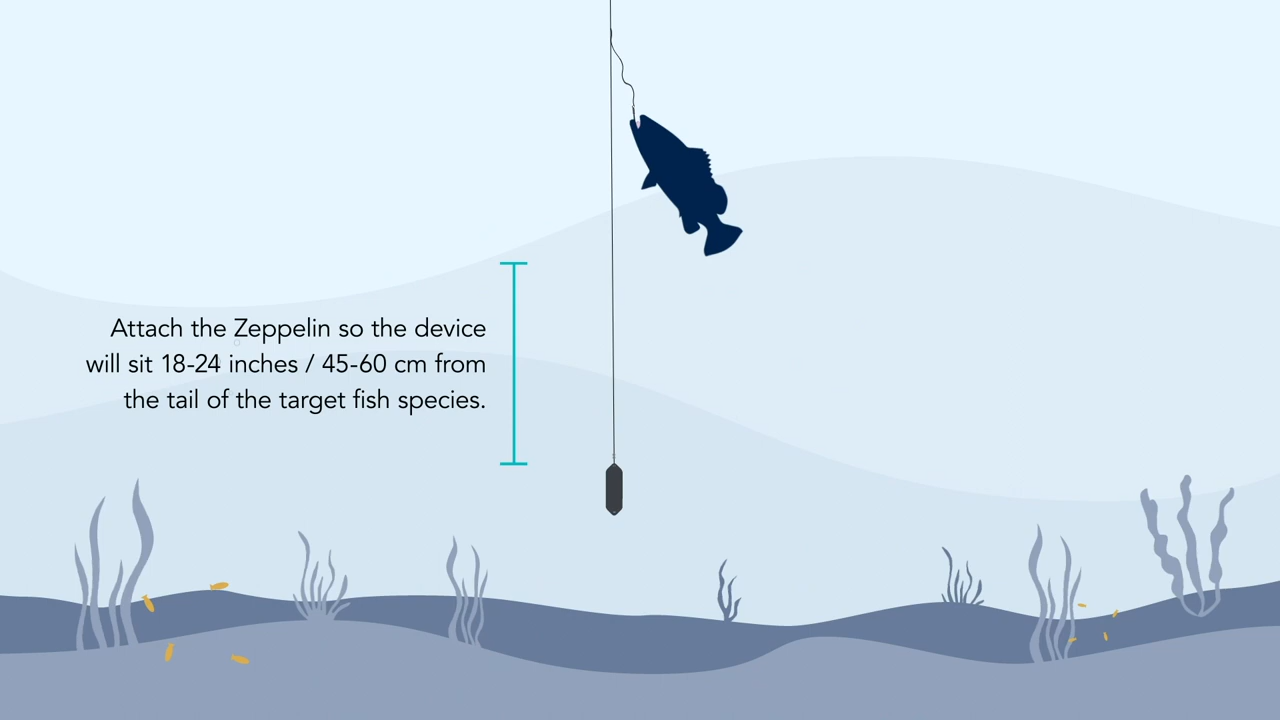 Attach the Zeppelin so the device
will sit 18-24 inches / 45-60 cm from
the tail of the target fish species.